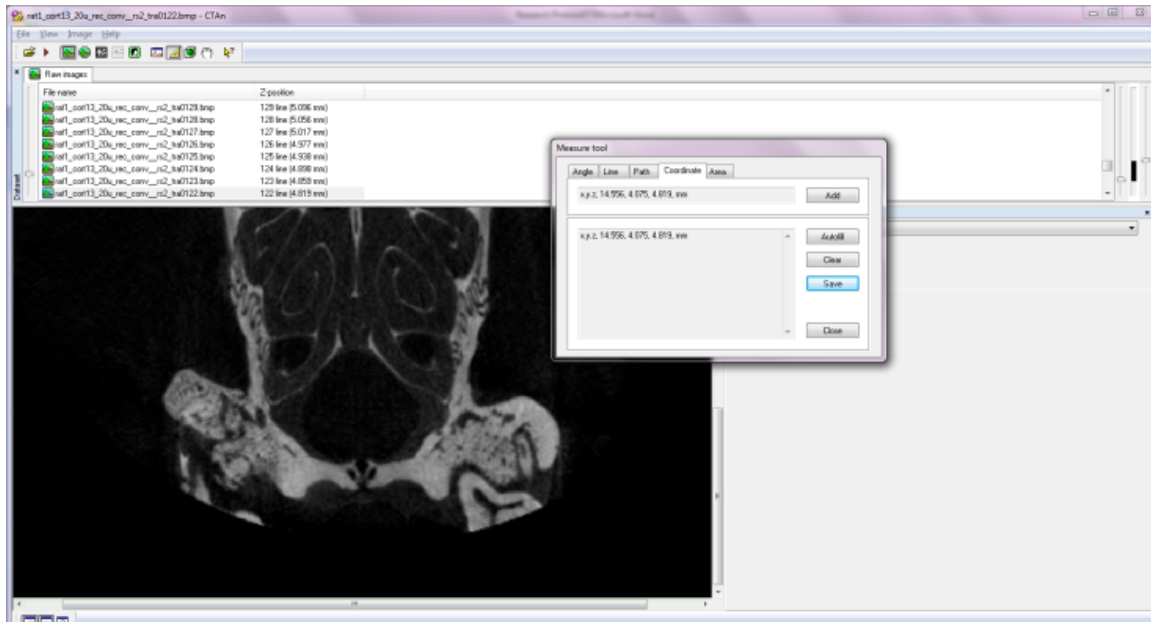 rat1_cort13_20u_rec_conv__rs2_tra0122.bmp - CTAn
File View Image Help
Raw images
File name Z-position
rat1_cort13_20u_rec_conv__rs2_tra0129.bmp 129 line (5.096 mm)
rat1_cort13_20u_rec_conv__rs2_tra0128.bmp 128 line (5.056 mm)
rat1_cort13_20u_rec_conv__rs2_tra0127.bmp 127 line (5.017 mm)
rat1_cort13_20u_rec_conv__rs2_tra0126.bmp 126 line (4.977 mm)
rat1_cort13_20u_rec_conv__rs2_tra0125.bmp 125 line (4.938 mm)
rat1_cort13_20u_rec_conv__rs2_tra0124.bmp 124 line (4.898 mm)
rat1_cort13_20u_rec_conv__rs2_tra0123.bmp 123 line (4.859 mm)
rat1_cort13_20u_rec_conv__rs2_tra0122.bmp 122 line (4.819 mm)
Dataset
Measure tool
Angle Line Path Coordinate Area
x,y,z, 14.556, 4.075, 4.819, mm
Add
x,y,z, 14.556, 4.075, 4.819, mm
Autofill
Clear
Save
Close